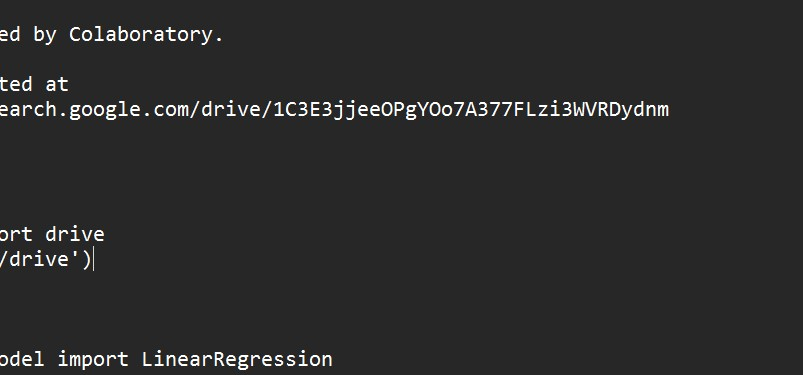 ed by Colaboratory.
ted at
earch.google.com/drive/1C3E3jjeeOPgYOo7A377FLzi3WVRDydnm
ort drive
/drive')
odel import LinearRegression